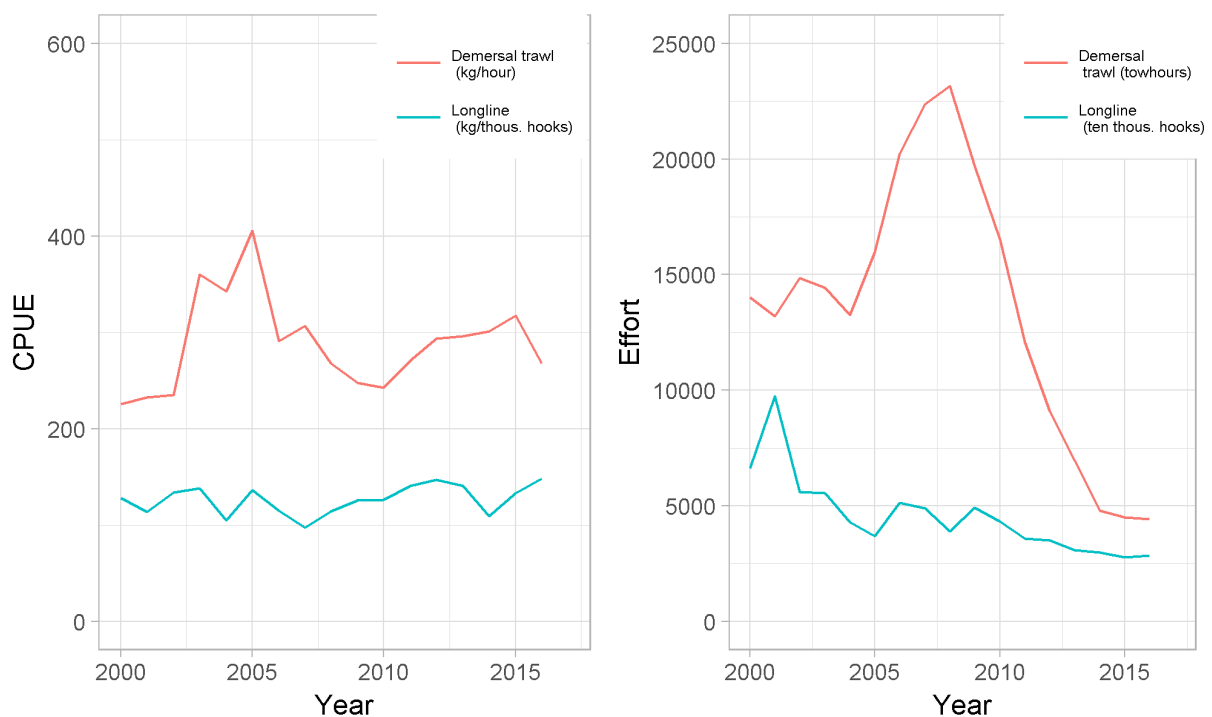 600
400
200
0
CPUE
2000
2005
2010
2015
Year
Demersal trawl
(kg/hour)
Longline
(kg/thous. hooks)
25000
20000
15000
10000
5000
0
Effort
2000
2005
2010
2015
Year
Demersal
trawl (towhours)
Longline
(ten thous. hooks)